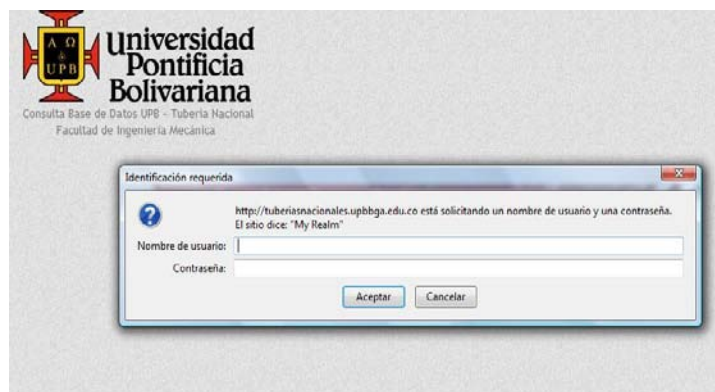 Α Ω
&
UPB
Universidad
Pontificia
Bolivariana
Consulta Base de Datos UPB - Tuberia Nacional
Facultad de Ingeniería Mecánica
Identificación requerida
http://tuberiasnacionales.upbbga.edu.co está solicitando un nombre de usuario y una contraseña.
El sitio dice: "My Realm"
Nombre de usuario:
Contraseña:
Aceptar Cancelar